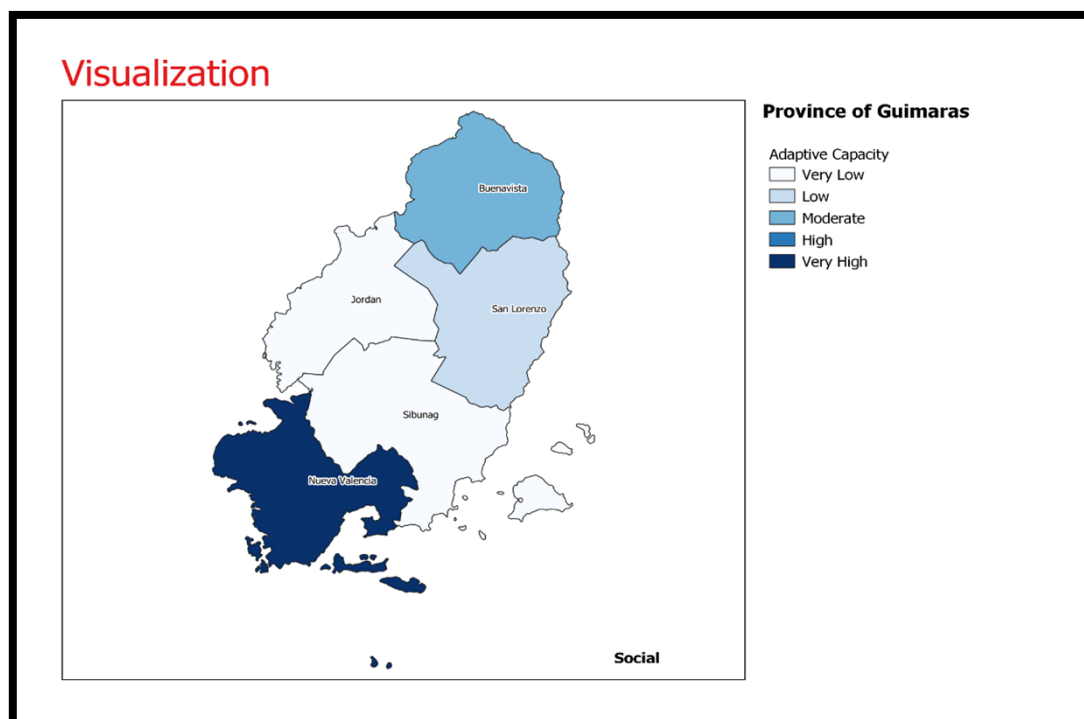 Visualization
Province of Guimaras
Adaptive Capacity
Very Low
Low
Moderate
High
Very High
Buenavista
Jordan
San Lorenzo
Sibunag
Nueva Valencia
Social